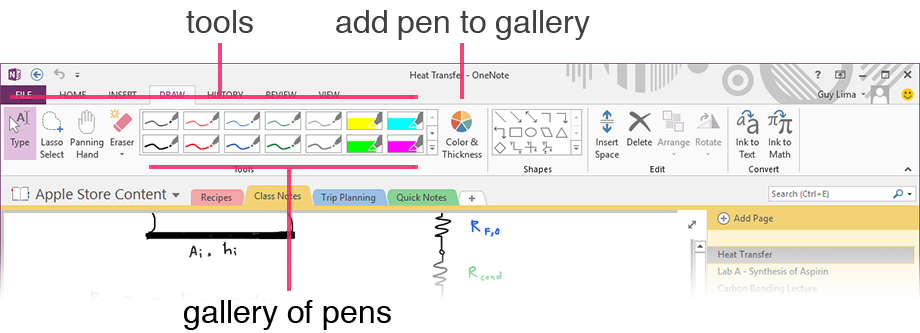 tools add pen to gallery
Heat Transfer - OneNote
FILE HOME INSERT DRAW HISTORY REVIEW VIEW Guy Lima
Type Lasso Select Panning Hand Eraser Color & Thickness Insert Space Delete Arrange Rotate Ink to Text Ink to Math
Tools Shapes Edit Convert
Apple Store Content Recipes Class Notes Trip Planning Quick Notes + Search (Ctrl+E)
Add Page
R F,O
Ai, hi
Heat Transfer
R cond
Lab A - Synthesis of Aspirin
Carbon Bonding Lecture
gallery of pens